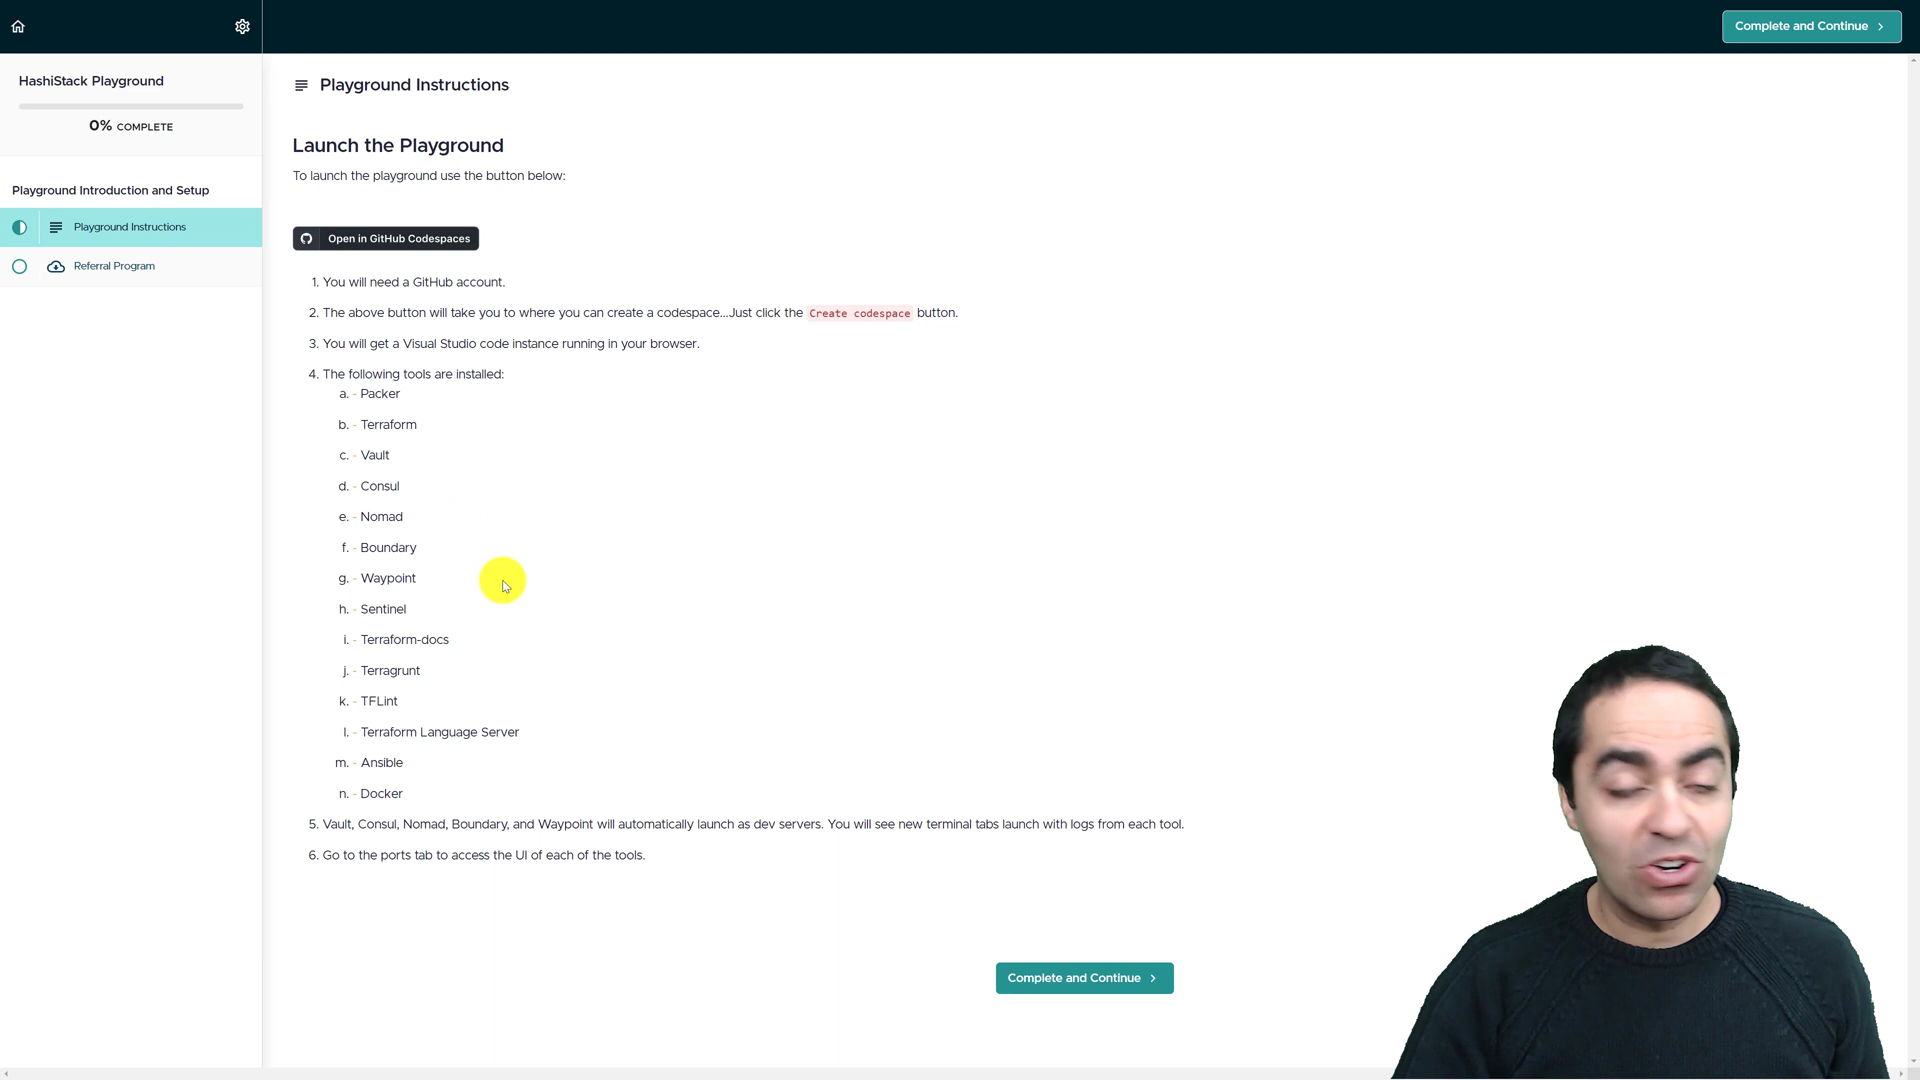 Complete and Continue
HashiStack Playground
0% COMPLETE
Playground Introduction and Setup
Playground Instructions
Referral Program
Playground Instructions
Launch the Playground
To launch the playground use the button below:
Open in GitHub Codespaces
1. You will need a GitHub account.
2. The above button will take you to where you can create a codespace...Just click the Create codespace button.
3. You will get a Visual Studio code instance running in your browser.
4. The following tools are installed:
a. - Packer
b. - Terraform
c. - Vault
d. - Consul
e. - Nomad
f. - Boundary
g. - Waypoint
h. - Sentinel
i. - Terraform-docs
j. - Terragrunt
k. - TFLint
l. - Terraform Language Server
m. - Ansible
n. - Docker
5. Vault, Consul, Nomad, Boundary, and Waypoint will automatically launch as dev servers. You will see new terminal tabs launch with logs from each tool.
6. Go to the ports tab to access the UI of each of the tools.
Complete and Continue